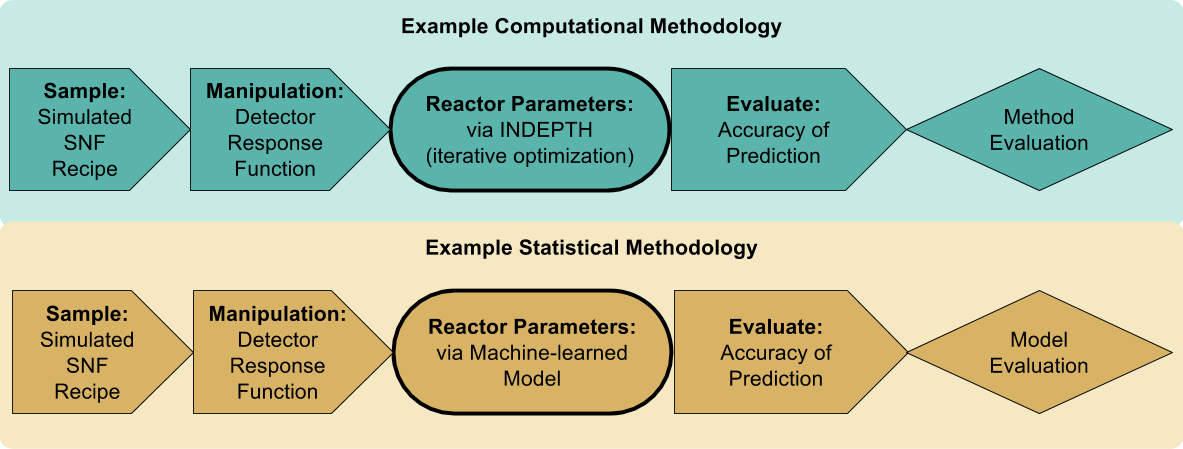 Example Computational Methodology
Sample:
Simulated
SNF
Recipe
Manipulation:
Detector
Response
Function
Reactor Parameters:
via INDEPTH
(iterative optimization)
Evaluate:
Accuracy of
Prediction
Method
Evaluation
Example Statistical Methodology
Sample:
Simulated
SNF
Recipe
Manipulation:
Detector
Response
Function
Reactor Parameters:
via Machine-learned
Model
Evaluate:
Accuracy of
Prediction
Model
Evaluation